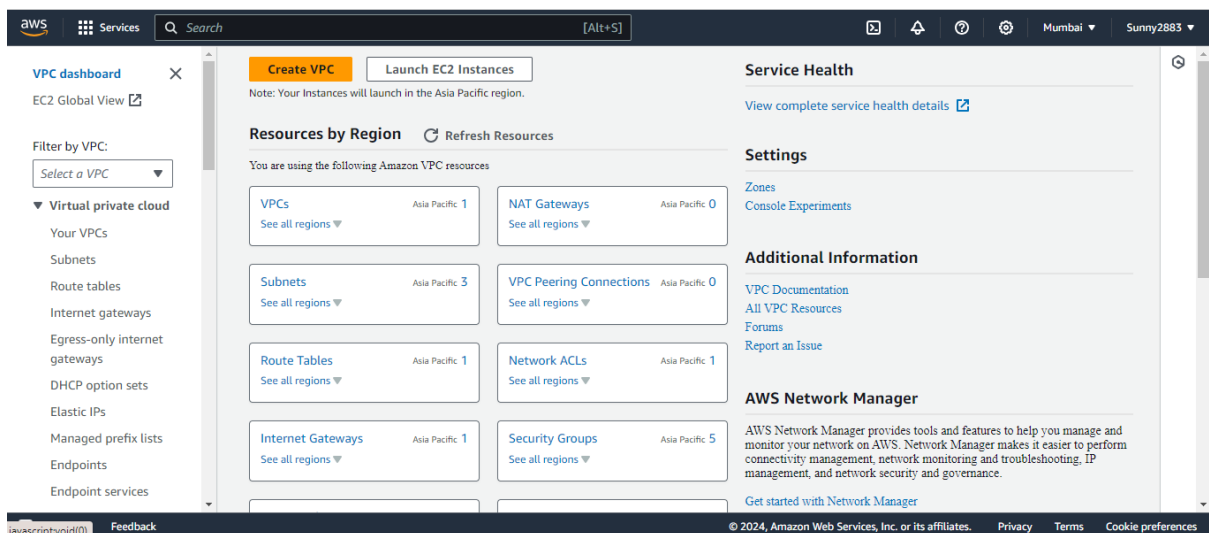 aws
Services
Search
[Alt+S]
Mumbai ▼
Sunny2883 ▼
VPC dashboard
EC2 Global View
Filter by VPC:
Select a VPC
Virtual private cloud
Your VPCs
Subnets
Route tables
Internet gateways
Egress-only internet
gateways
DHCP option sets
Elastic IPs
Managed prefix lists
Endpoints
Endpoint services
Create VPC
Launch EC2 Instances
Note: Your Instances will launch in the Asia Pacific
region.
Resources by Region
Refresh Resources
You are using the following Amazon VPC resources
VPCs Asia Pacific 1
See all regions ▼
NAT Gateways Asia Pacific 0
See all regions ▼
Subnets Asia Pacific 3
See all regions ▼
VPC Peering Connections Asia Pacific 0
See all regions ▼
Route Tables Asia Pacific 1
See all regions ▼
Network ACLs Asia Pacific 1
See all regions ▼
Internet Gateways Asia Pacific 1
See all regions ▼
Security Groups Asia Pacific 5
See all regions ▼
Service Health
View complete service health details
Settings
Zones
Console Experiments
Additional Information
VPC Documentation
All VPC Resources
Forums
Report an Issue
AWS Network Manager
AWS Network Manager provides tools and features to help you manage and
monitor your network on AWS. Network Manager makes it easier to perform
connectivity management, network monitoring and troubleshooting, IP
management, and network security and governance.
Get started with Network Manager
javascript:void(0)
Feedback
© 2024, Amazon Web Services, Inc. or its affiliates.
Privacy
Terms
Cookie preferences